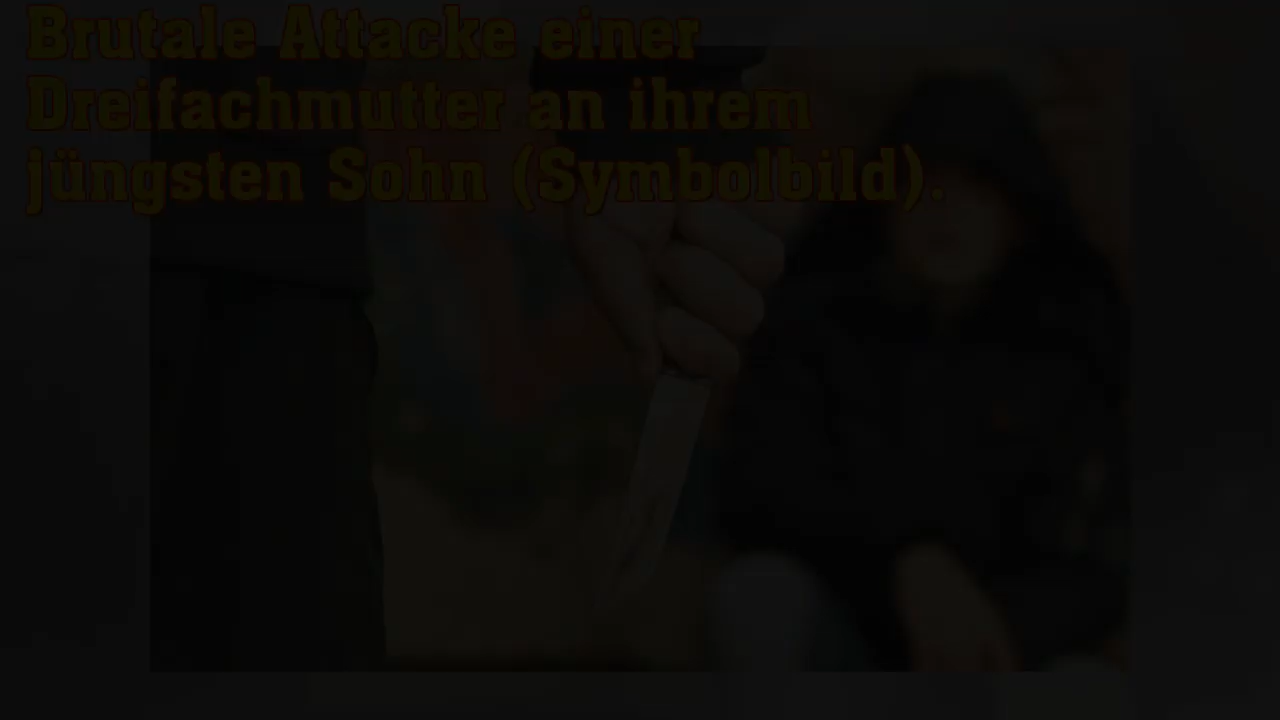 Brutale Attacke einer
Dreifachmutter an ihrem
jüngsten Sohn (Symbolbild).